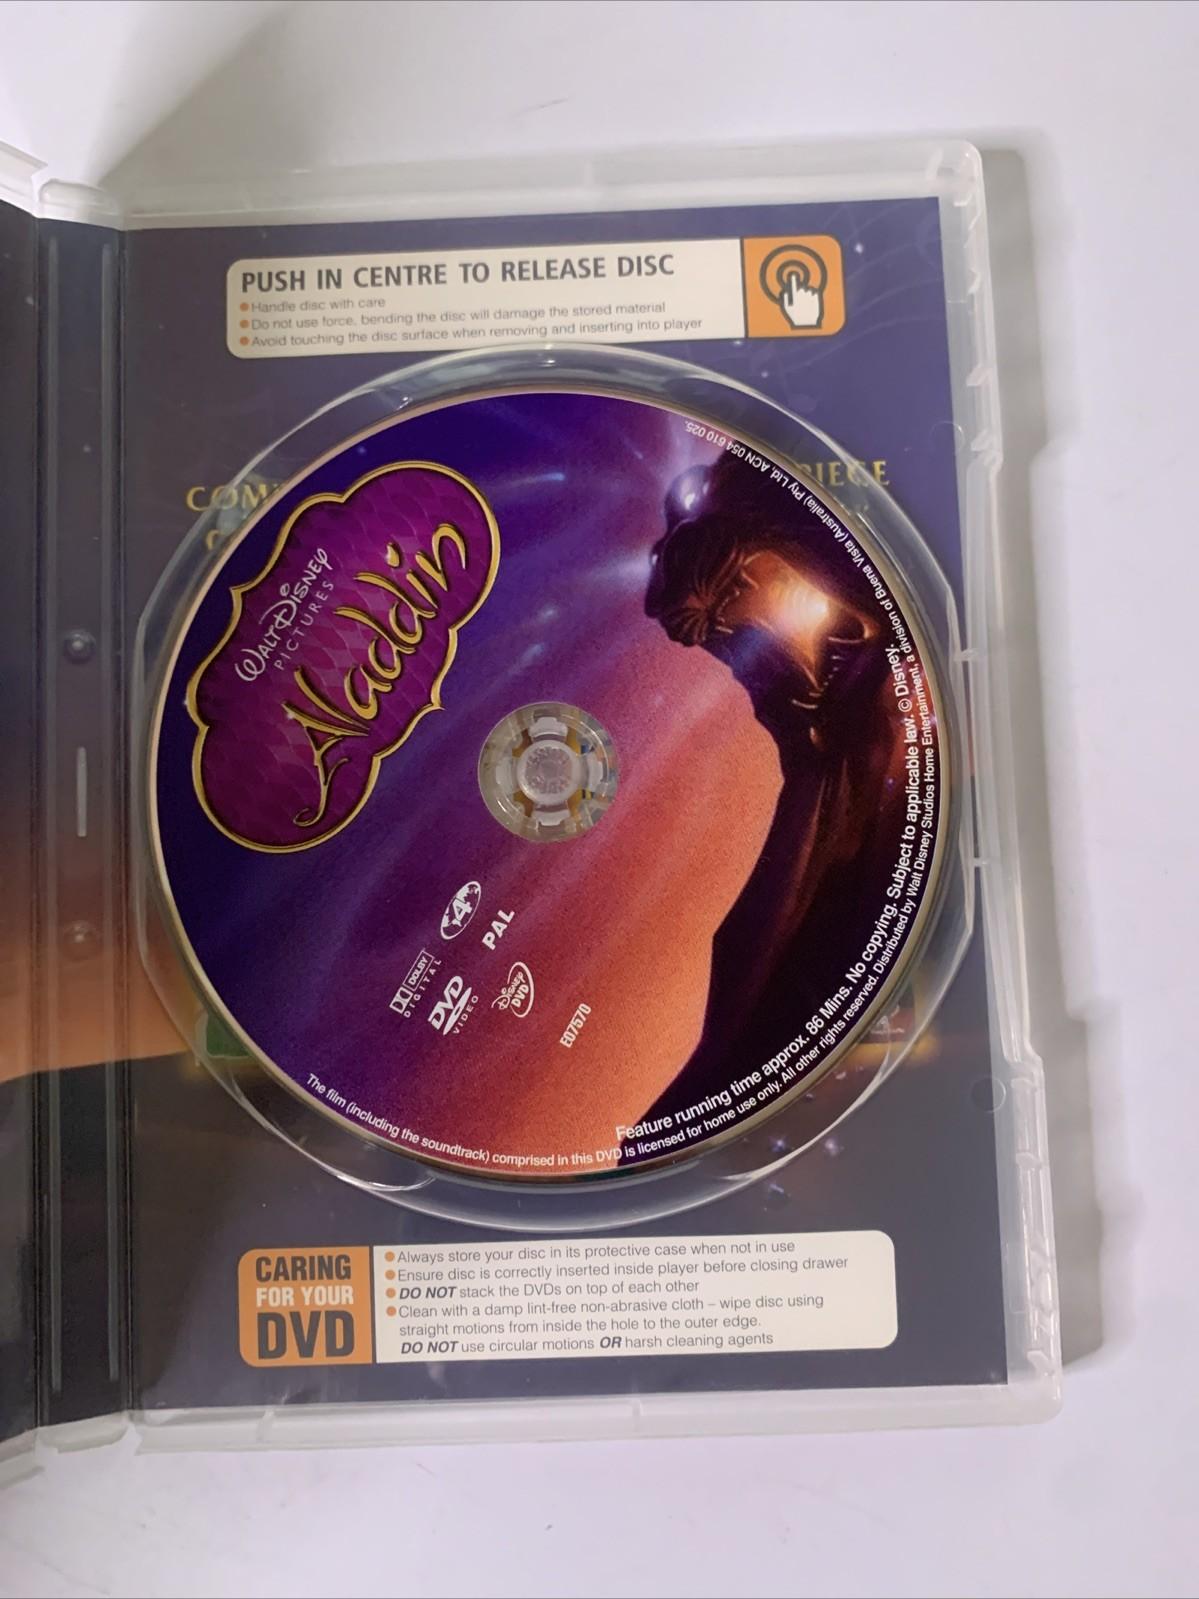 PUSH IN CENTRE TO RELEASE DISC
Handle disc with care
Do not use force, bending the disc will damage the stored material
Avoid touching the disc surface when removing and inserting into player
WALT DISNEY
PICTURES
Aladdin
4
PAL
DOLBY
DIGITAL
DVD
VIDEO
DISNEY
DVD
E07570
Feature running time approx. 86 Mins. No copying. Subject to applicable law. © Disney.
The film (including the soundtrack) comprised in this DVD is licensed for home use only. All other rights reserved. Distributed by Walt Disney Studios Home Entertainment, a division of Buena Vista (Australia) Pty Ltd, ACN 054 610 025.
CARING
FOR YOUR
DVD
Always store your disc in its protective case when not in use
Ensure disc is correctly inserted inside player before closing drawer
DO NOT stack the DVDs on top of each other
Clean with a damp lint-free non-abrasive cloth – wipe disc using
straight motions from inside the hole to the outer edge.
DO NOT use circular motions OR harsh cleaning agents